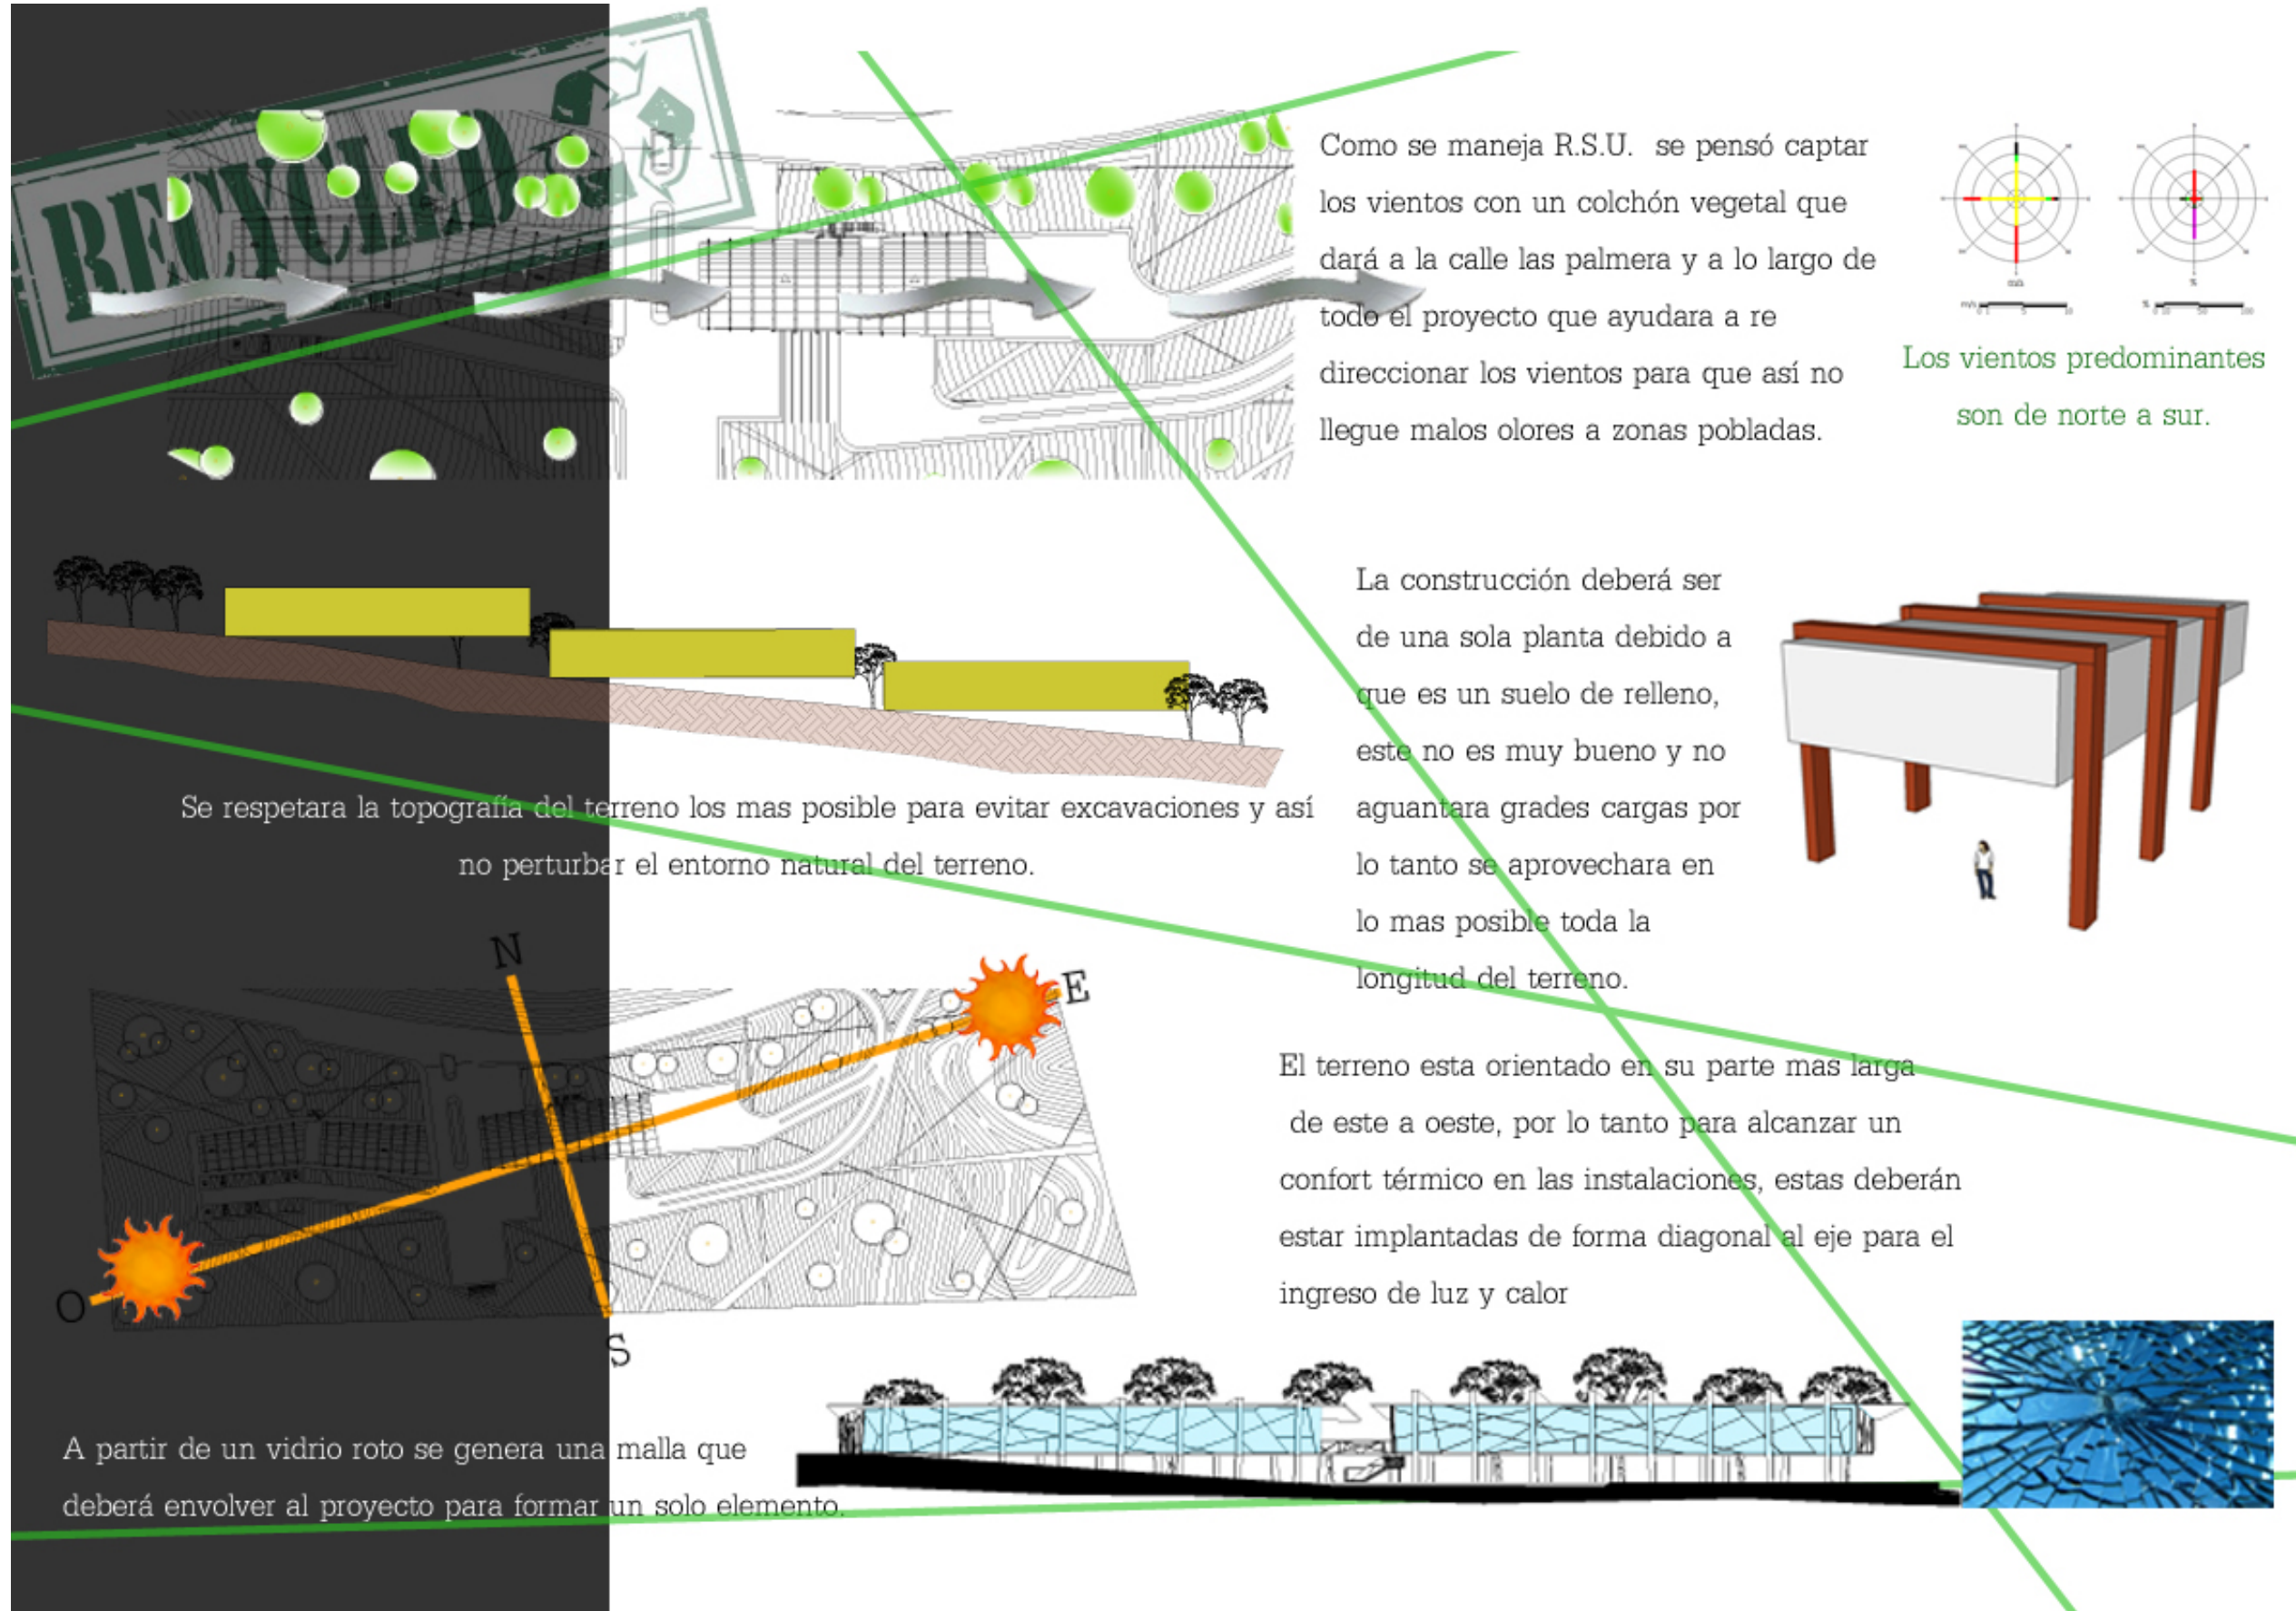 RECYCLED
Como se maneja R.S.U. se pensó captar
los vientos con un colchón vegetal que
dará a la calle las palmera y a lo largo de
todo el proyecto que ayudara a re
direccionar los vientos para que así no
llegue malos olores a zonas pobladas.
m/s
%
Los vientos predominantes
son de norte a sur.
La construcción deberá ser
de una sola planta debido a
que es un suelo de relleno,
este no es muy bueno y no
aguantara grades cargas por
lo tanto se aprovechara en
lo mas posible toda la
longitud del terreno.
Se respetara la topografía del terreno los mas posible para evitar excavaciones y así
no perturbar el entorno natural del terreno.
N
E
O
S
El terreno esta orientado en su parte mas larga
de este a oeste, por lo tanto para alcanzar un
confort térmico en las instalaciones, estas deberán
estar implantadas de forma diagonal al eje para el
ingreso de luz y calor
A partir de un vidrio roto se genera una malla que
deberá envolver al proyecto para formar un solo elemento.